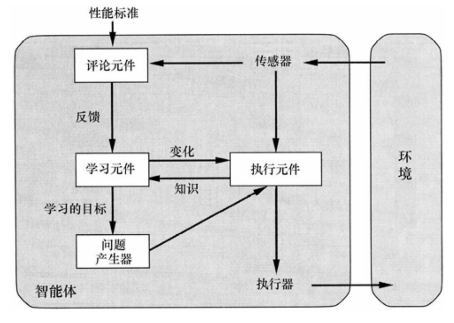 性能标准
评论元件
传感器
反馈
变化
学习元件
执行元件
知识
环
境
学习的目标
问题
产生器
执行器
智能体